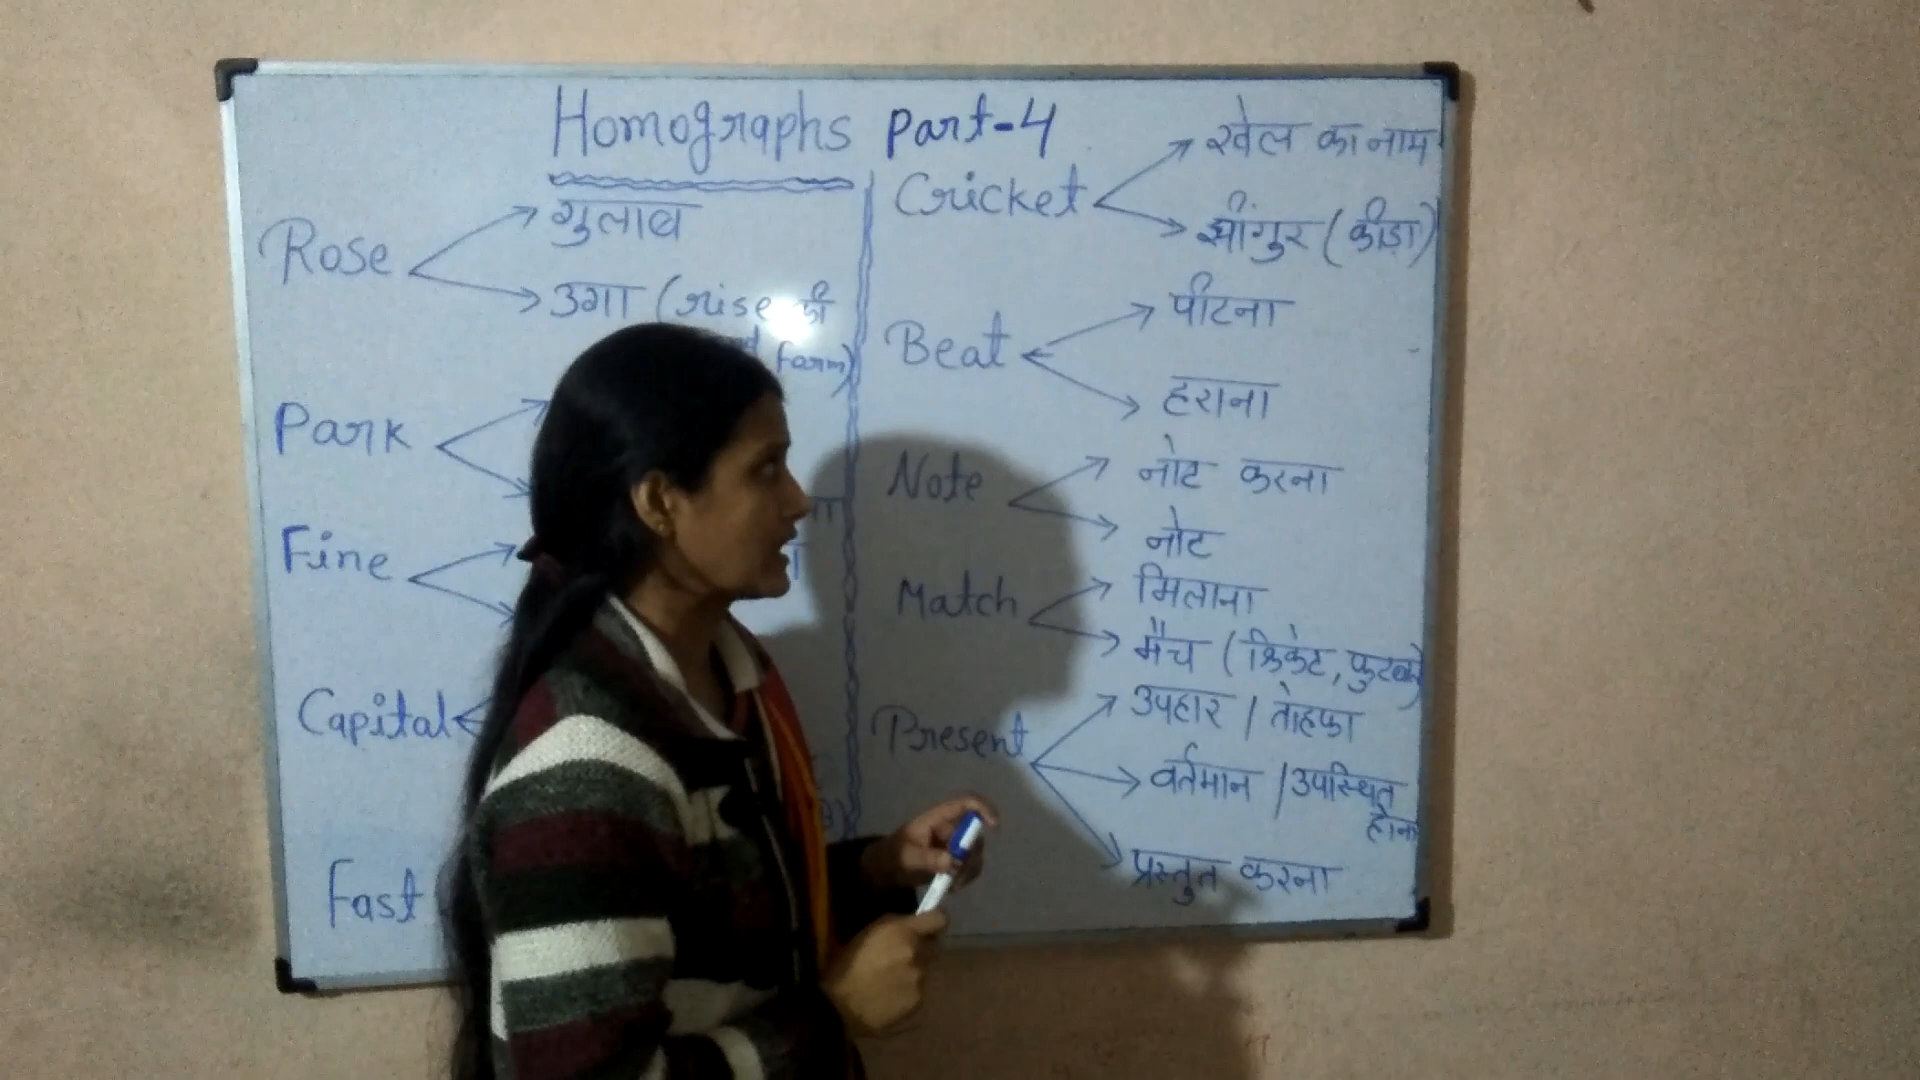 Homographs Part-4
Rose
गुलाब
उगा (rise की
form)
Park
Fine
Capital
Fast
Cricket
खेल का नाम
झींगुर (कीड़ा)
Beat
पीटना
हराना
Note
नोट करना
नोट
Match
मिलाना
मैच (क्रिकेट, फुटबाल)
Present
उपहार / तोहफा
वर्तमान / उपस्थित
होना
प्रस्तुत करना